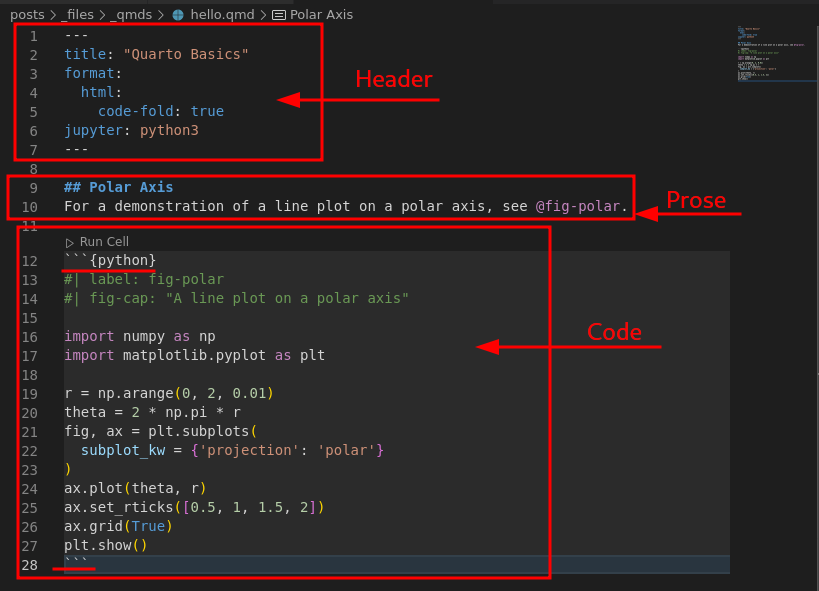 posts > _files > _qmds > hello.qmd > Polar Axis
1 ---
2 title: "Quarto Basics"
3 format:
4   html:
5     code-fold: true
6 jupyter: python3
7 ---
Header
8
9 ## Polar Axis
10 For a demonstration of a line plot on a polar axis, see @fig-polar.
Prose
11
Run Cell
12 ```{python}
13 #| label: fig-polar
14 #| fig-cap: "A line plot on a polar axis"
15
16 import numpy as np
17 import matplotlib.pyplot as plt
Code
18
19 r = np.arange(0, 2, 0.01)
20 theta = 2 * np.pi * r
21 fig, ax = plt.subplots(
22   subplot_kw = {'projection': 'polar'}
23 )
24 ax.plot(theta, r)
25 ax.set_rticks([0.5, 1, 1.5, 2])
26 ax.grid(True)
27 plt.show()
28 ```